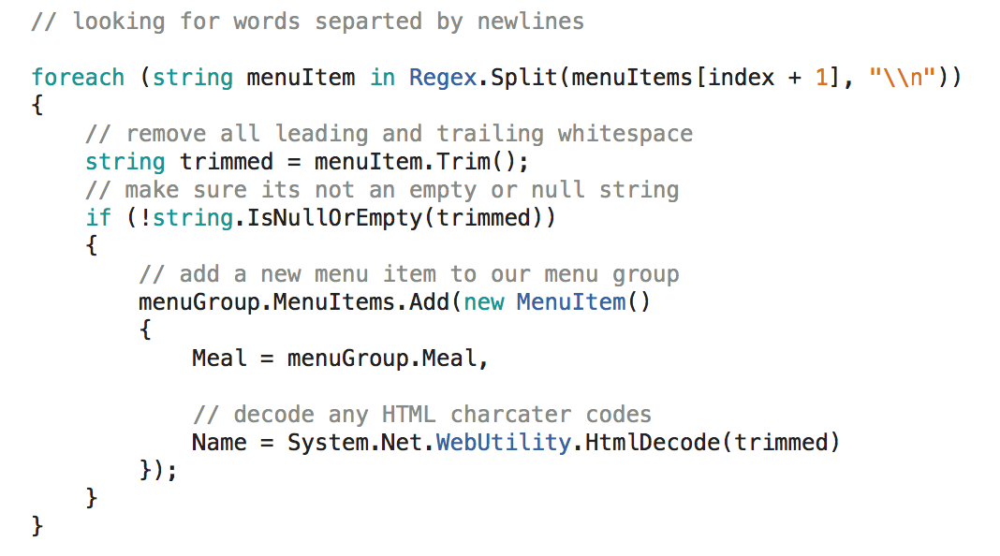 // looking for words separted by newlines
foreach (string menuItem in Regex.Split(menuItems[index + 1], "\\n"))
{
// remove all leading and trailing whitespace
string trimmed = menuItem.Trim();
// make sure its not an empty or null string
if (!string.IsNullOrEmpty(trimmed))
{
// add a new menu item to our menu group
menuGroup.MenuItems.Add(new MenuItem()
{
Meal = menuGroup.Meal,
// decode any HTML charcater codes
Name = System.Net.WebUtility.HtmlDecode(trimmed)
});
}
}